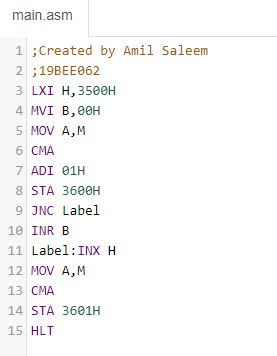 main.asm
1 ;Created by Amil Saleem
2 ;19BEE062
3 LXI H,3500H
4 MVI B,00H
5 MOV A,M
6 CMA
7 ADI 01H
8 STA 3600H
9 JNC Label
10 INR B
11 Label:INX H
12 MOV A,M
13 CMA
14 STA 3601H
15 HLT